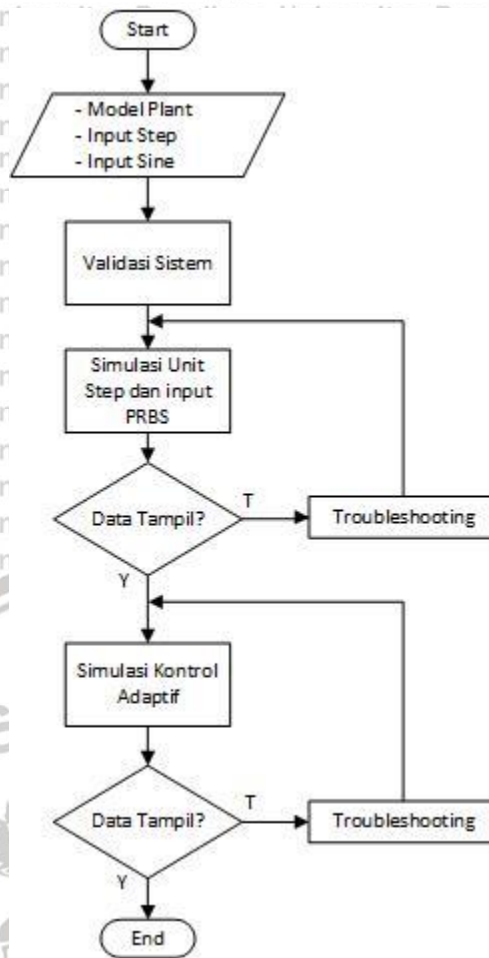 Start
- Model Plant
- Input Step
- Input Sine
Validasi Sistem
Simulasi Unit
Step dan input
PRBS
Data Tampil?
T
Troubleshooting
Y
Simulasi Kontrol
Adaptif
Data Tampil?
T
Troubleshooting
Y
End